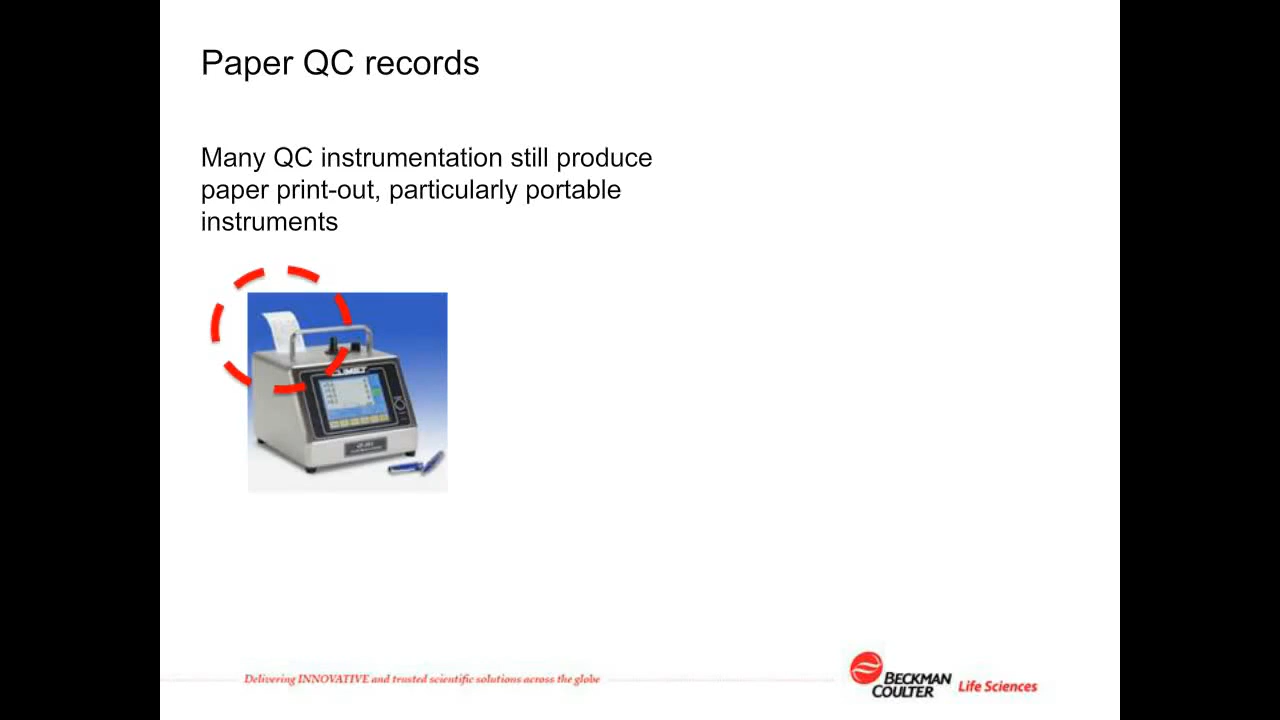 Paper QC records
Many QC instrumentation still produce
paper print-out, particularly portable
instruments
CLIMET
Delivering INNOVATIVE and trusted scientific solutions across the globe
BECKMAN
COULTER
Life Sciences